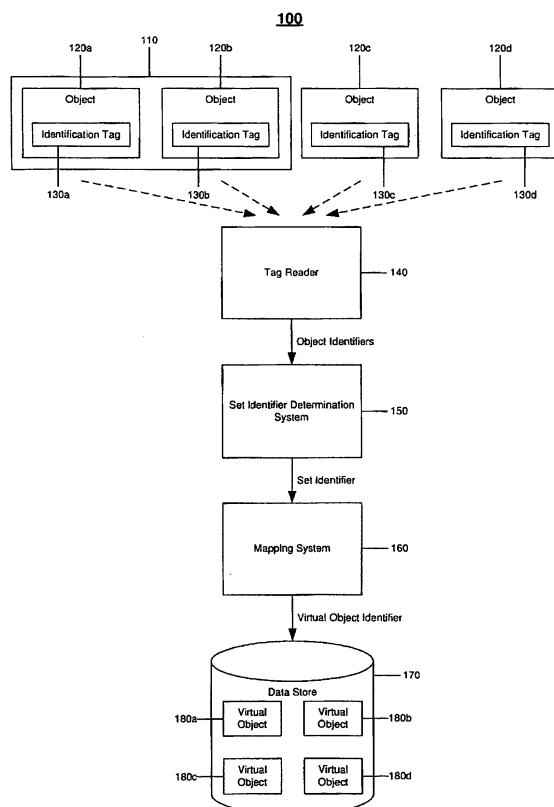 100
120a 110 120b 120c 120d
Object Object Object Object
Identification Tag Identification Tag Identification Tag Identification Tag
130a 130b 130c 130d
Tag Reader 140
Object Identifiers
Set Identifier Determination
System
150
Set Identifier
Mapping System 160
Virtual Object Identifier
170
Data Store
180a Virtual
Object
Virtual
Object
180b
180c Virtual
Object
Virtual
Object
180d